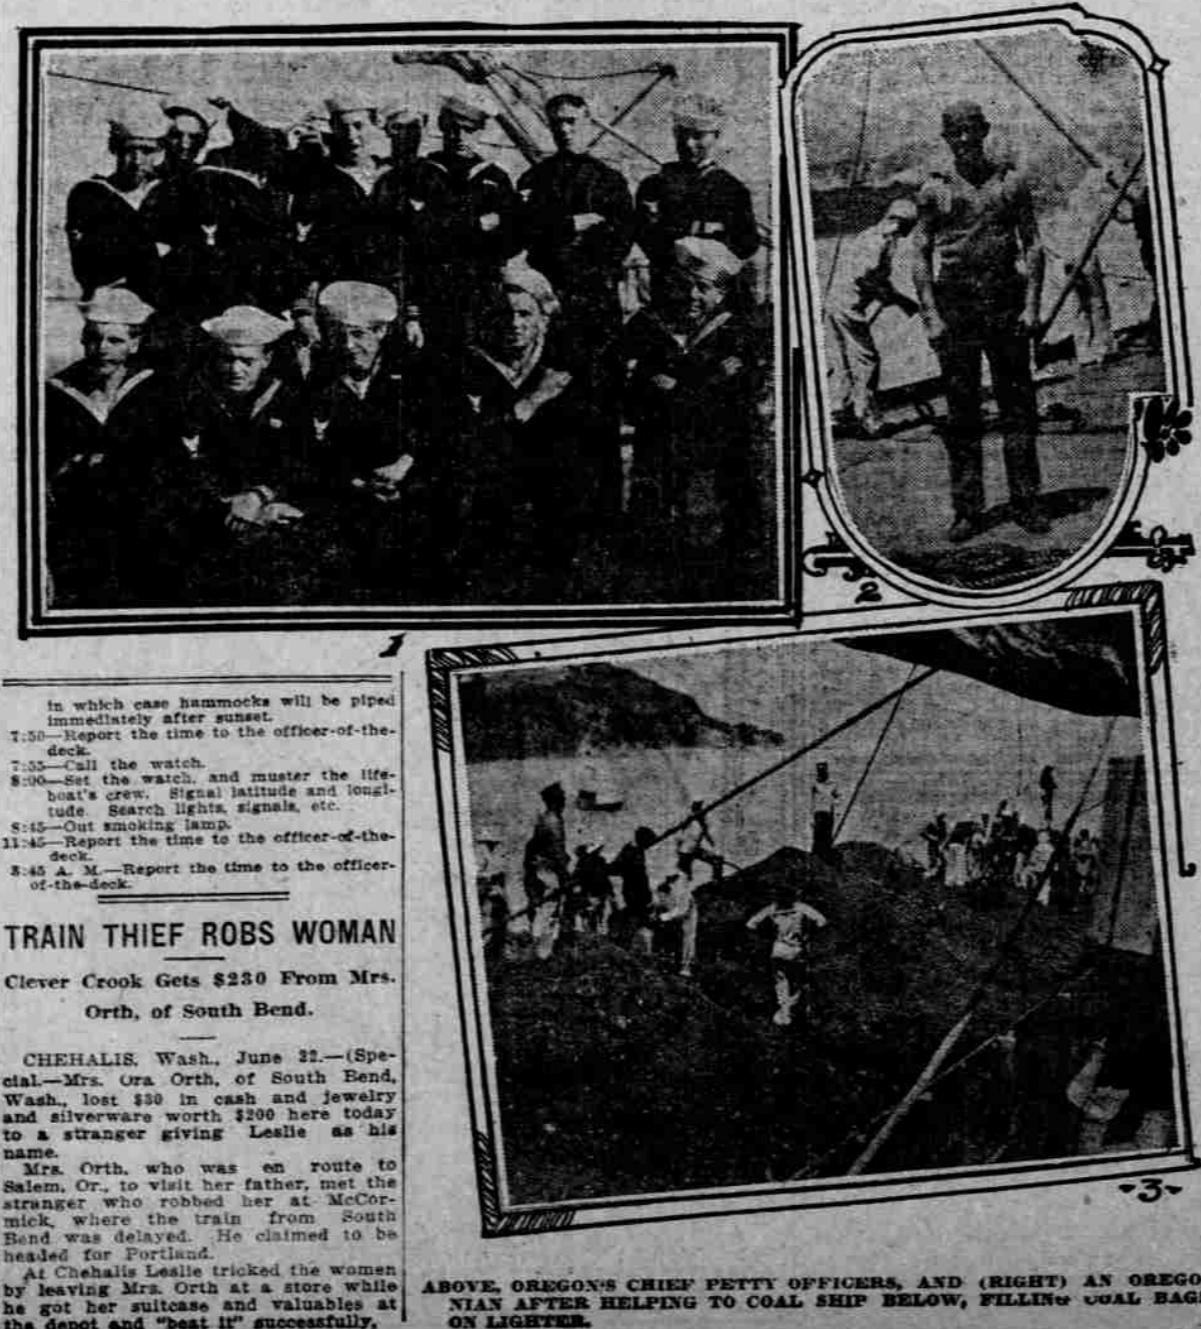 1
2
3
in which case hammocks will be piped
immediately after sunset.
7:50—Report the time to the officer-of-the-
deck.
7:55—Call the watch.
8:00—Set the watch, and muster the life-
boat's crew. Signal latitude and longi-
tude. Search lights, signals, etc.
8:45—Out smoking lamp.
11:45—Report the time to the officer-of-the-
deck.
3:45 A. M.—Report the time to the officer-
of-the-deck.
TRAIN THIEF ROBS WOMAN
Clever Crook Gets $230 From Mrs.
Orth, of South Bend.
CHEHALIS, Wash., June 22.—(Spe-
cial.—Mrs. Ora Orth, of South Bend,
Wash., lost $30 in cash and jewelry
and silverware worth $200 here today
to a stranger giving Leslie as his
name.
Mrs. Orth, who was en route to
Salem, Or., to visit her father, met the
stranger who robbed her at McCor-
mick, where the train from South
Bend was delayed. He claimed to be
headed for Portland.
At Chehalis Leslie tricked the women
by leaving Mrs. Orth at a store while
he got her suitcase and valuables at
the depot and "beat it" successfully.
ABOVE, OREGON'S CHIEF PETTY OFFICERS, AND (RIGHT) AN OREGO
NIAN AFTER HELPING TO COAL SHIP BELOW, FILLING COAL BAGS
ON LIGHTER.